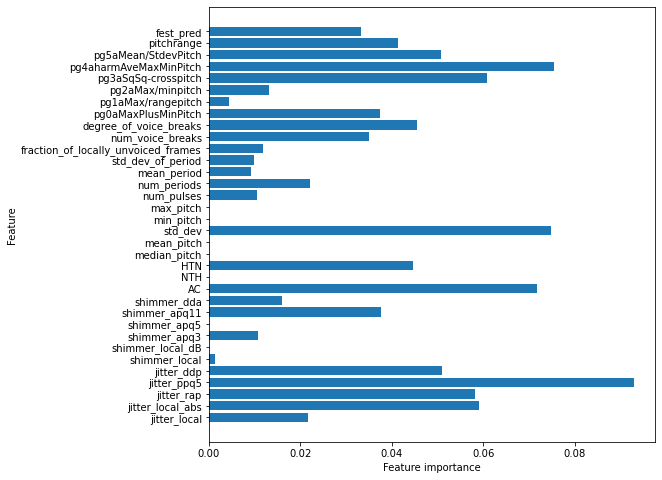 fest_pred
pitchrange
pg5aMean/StdevPitch
pg4aharmAveMaxMinPitch
pg3aSqSq-crosspitch
pg2aMax/minpitch
pg1aMax/rangepitch
pg0aMaxPlusMinPitch
degree_of_voice_breaks
num_voice_breaks
fraction_of_locally_unvoiced_frames
std_dev_of_period
mean_period
num_periods
num_pulses
max_pitch
min_pitch
std_dev
mean_pitch
median_pitch
HTN
NTH
AC
shimmer_dda
shimmer_apq11
shimmer_apq5
shimmer_apq3
shimmer_local_dB
shimmer_local
jitter_ddp
jitter_ppq5
jitter_rap
jitter_local_abs
jitter_local
Feature
0.00 0.02 0.04 0.06 0.08
Feature importance